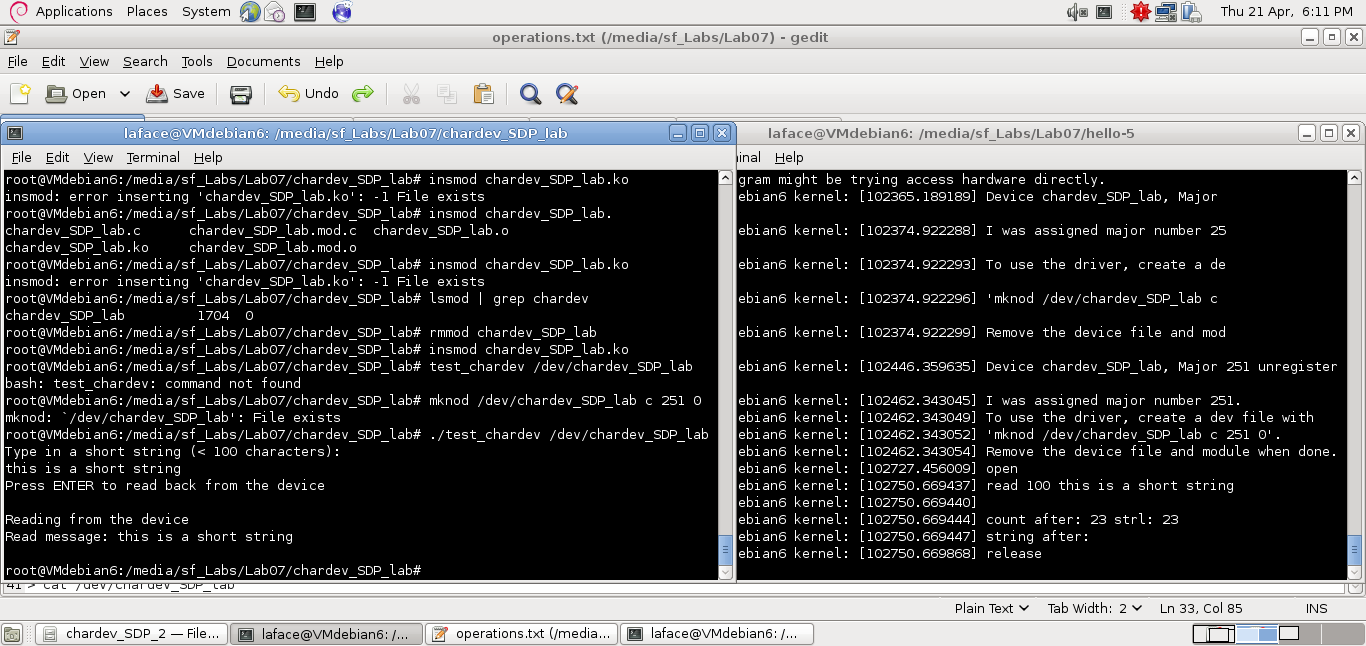 Applications Places System Thu 21 Apr, 6:11 PM
operations.txt (/media/sf_Labs/Lab07) - gedit
File Edit View Search Tools Documents Help
Open Save Undo
laface@VMdebian6: /media/sf_Labs/Lab07/chardev_SDP_lab
File Edit View Terminal Help
root@VMdebian6:/media/sf_Labs/Lab07/chardev_SDP_lab# insmod chardev_SDP_lab.ko
insmod: error inserting 'chardev_SDP_lab.ko': -1 File exists
root@VMdebian6:/media/sf_Labs/Lab07/chardev_SDP_lab# insmod chardev_SDP_lab.
chardev_SDP_lab.c chardev_SDP_lab.mod.c chardev_SDP_lab.o
chardev_SDP_lab.ko chardev_SDP_lab.mod.o
root@VMdebian6:/media/sf_Labs/Lab07/chardev_SDP_lab# insmod chardev_SDP_lab.ko
insmod: error inserting 'chardev_SDP_lab.ko': -1 File exists
root@VMdebian6:/media/sf_Labs/Lab07/chardev_SDP_lab# lsmod | grep chardev
chardev_SDP_lab 1704 0
root@VMdebian6:/media/sf_Labs/Lab07/chardev_SDP_lab# rmmod chardev_SDP_lab
root@VMdebian6:/media/sf_Labs/Lab07/chardev_SDP_lab# insmod chardev_SDP_lab.ko
root@VMdebian6:/media/sf_Labs/Lab07/chardev_SDP_lab# test_chardev /dev/chardev_SDP_lab
bash: test_chardev: command not found
root@VMdebian6:/media/sf_Labs/Lab07/chardev_SDP_lab# mknod /dev/chardev_SDP_lab c 251 0
mknod: `/dev/chardev_SDP_lab': File exists
root@VMdebian6:/media/sf_Labs/Lab07/chardev_SDP_lab# ./test_chardev /dev/chardev_SDP_lab
Type in a short string (< 100 characters):
this is a short string
Press ENTER to read back from the device
Reading from the device
Read message: this is a short string
root@VMdebian6:/media/sf_Labs/Lab07/chardev_SDP_lab#
laface@VMdebian6: /media/sf_Labs/Lab07/hello-5
inal Help
gram might be trying access hardware directly.
ebian6 kernel: [102365.189189] Device chardev_SDP_lab, Major
ebian6 kernel: [102374.922288] I was assigned major number 25
ebian6 kernel: [102374.922293] To use the driver, create a de
ebian6 kernel: [102374.922296] 'mknod /dev/chardev_SDP_lab c
ebian6 kernel: [102374.922299] Remove the device file and mod
ebian6 kernel: [102446.359635] Device chardev_SDP_lab, Major 251 unregister
ebian6 kernel: [102462.343045] I was assigned major number 251.
ebian6 kernel: [102462.343049] To use the driver, create a dev file with
ebian6 kernel: [102462.343052] 'mknod /dev/chardev_SDP_lab c 251 0'.
ebian6 kernel: [102462.343054] Remove the device file and module when done.
ebian6 kernel: [102727.456009] open
ebian6 kernel: [102750.669437] read 100 this is a short string
ebian6 kernel: [102750.669440]
ebian6 kernel: [102750.669444] count after: 23 strl: 23
ebian6 kernel: [102750.669447] string after:
ebian6 kernel: [102750.669868] release
41 > cat /dev/chardev_SDP_lab
Plain Text Tab Width: 2 Ln 33, Col 85 INS
chardev_SDP_2 — File... laface@VMdebian6: /... operations.txt (/media... laface@VMdebian6: /...